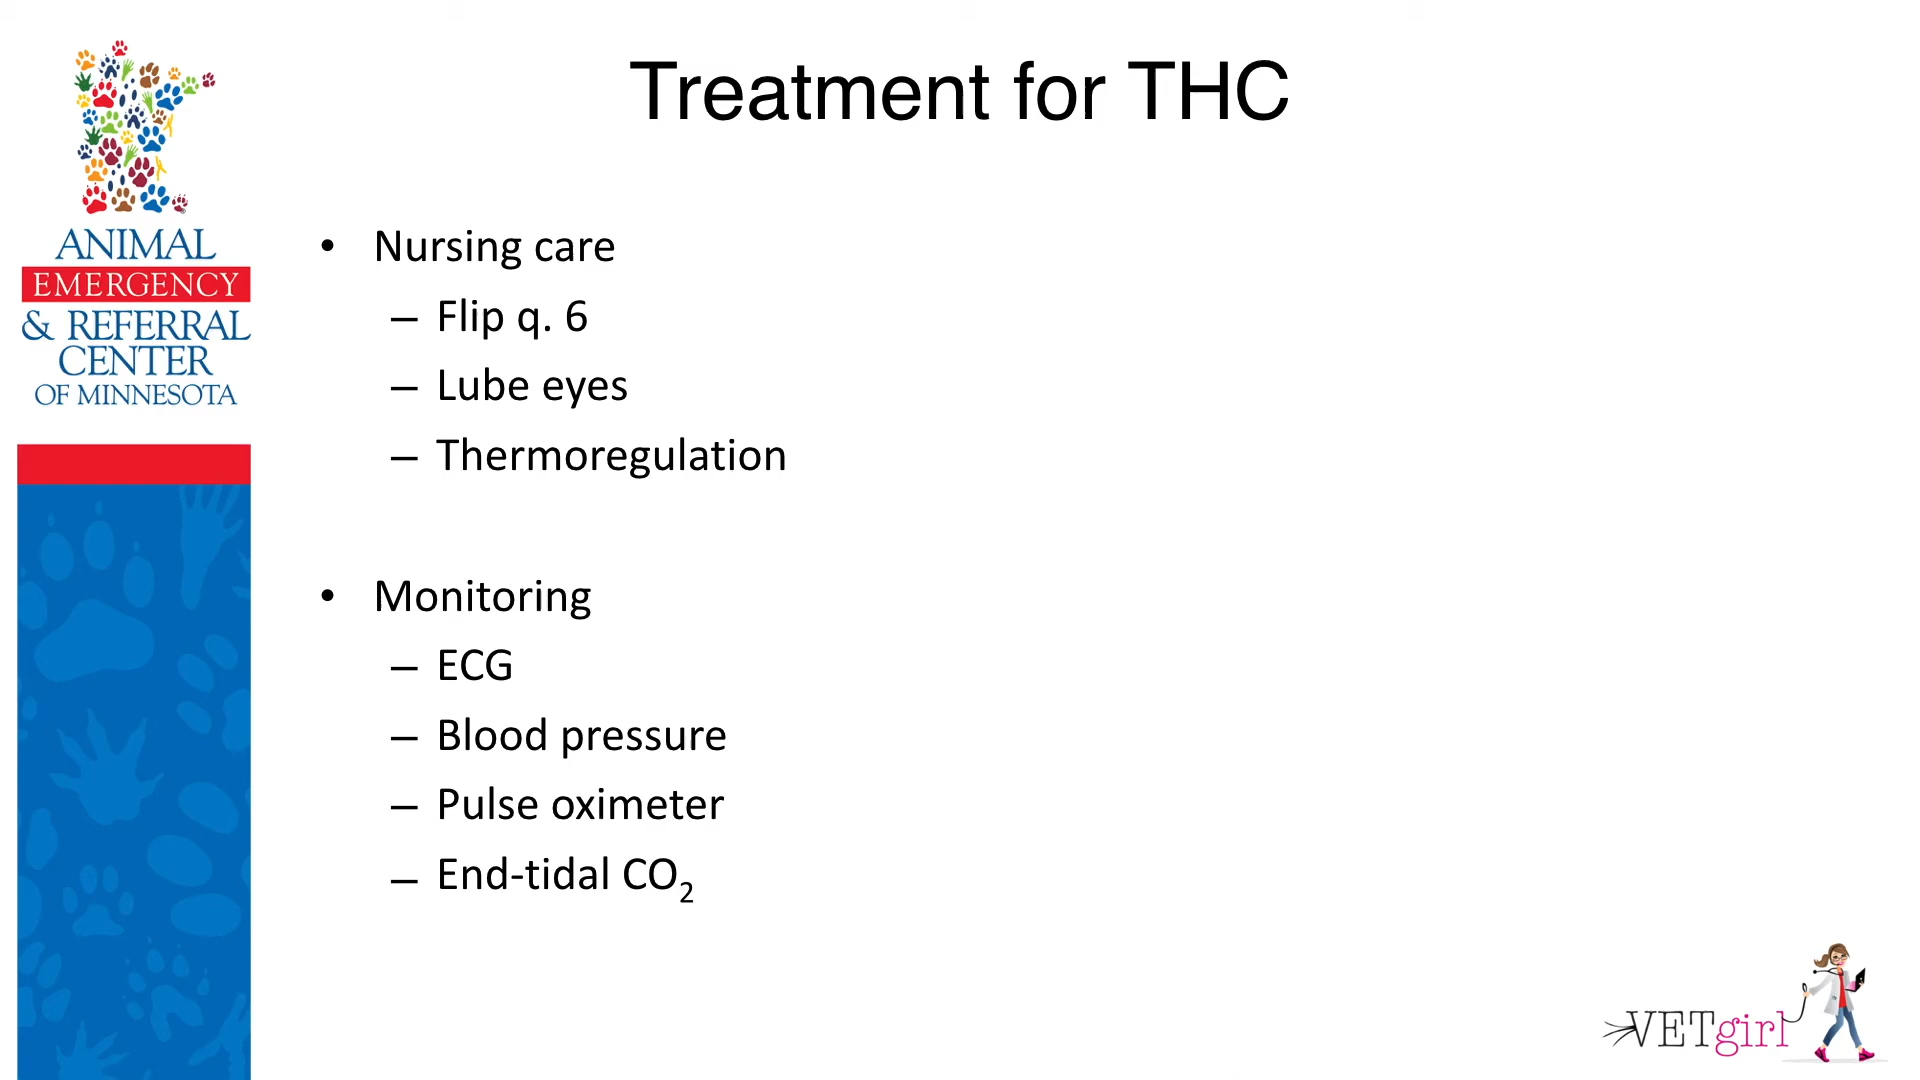 Treatment for THC
ANIMAL
EMERGENCY
& REFERRAL
CENTER
OF MINNESOTA
• Nursing care
– Flip q. 6
– Lube eyes
– Thermoregulation
• Monitoring
– ECG
– Blood pressure
– Pulse oximeter
– End-tidal CO₂
VETgirl